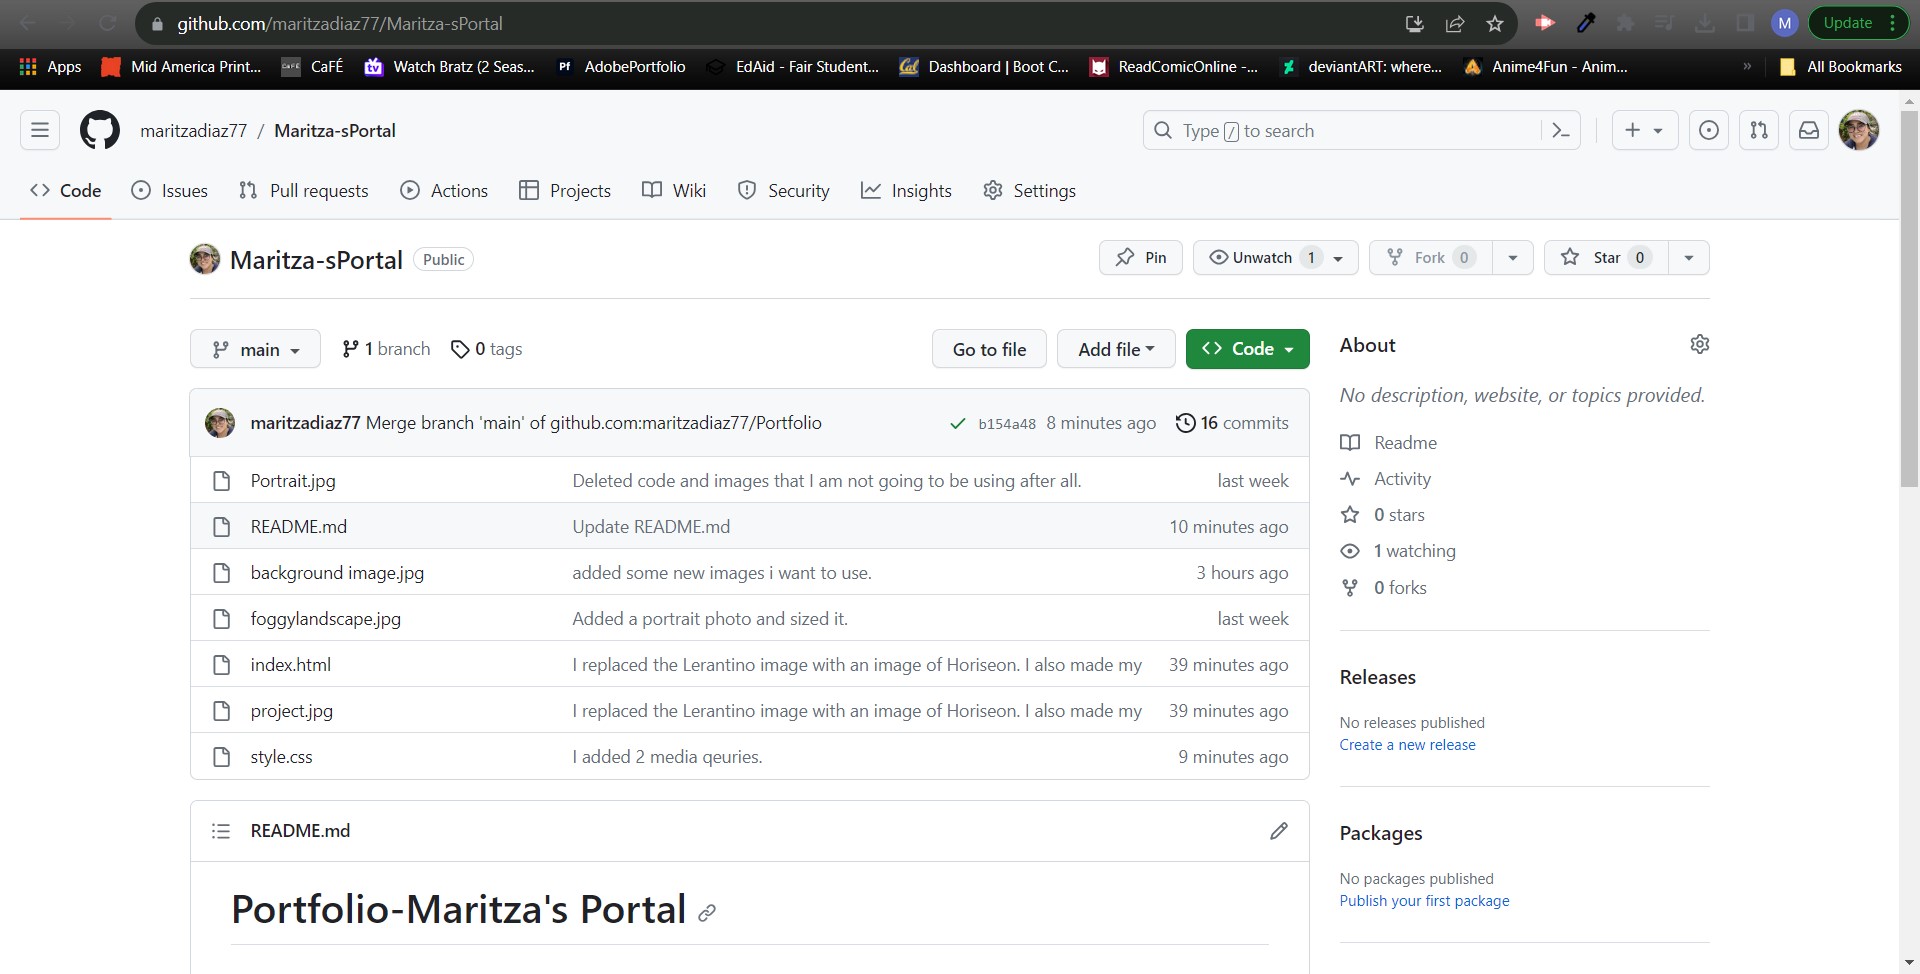 github.com/maritzadiaz77/Maritza-sPortal
M
Update
Apps Mid America Print... CaFÉ CaFÉ tv Watch Bratz (2 Seas... Pf AdobePortfolio EdAid - Fair Student... Cal Dashboard | Boot C... ReadComicOnline -... deviantART: where... Anime4Fun - Anim... » All Bookmarks
maritzadiaz77 / Maritza-sPortal
Type / to search
Code Issues Pull requests Actions Projects Wiki Security Insights Settings
Maritza-sPortal Public
Pin Unwatch 1 Fork 0 Star 0
main 1 branch 0 tags Go to file Add file Code
maritzadiaz77 Merge branch 'main' of github.com:maritzadiaz77/Portfolio b154a48 8 minutes ago 16 commits
Portrait.jpg Deleted code and images that I am not going to be using after all. last week
README.md Update README.md 10 minutes ago
background image.jpg added some new images i want to use. 3 hours ago
foggylandscape.jpg Added a portrait photo and sized it. last week
index.html I replaced the Lerantino image with an image of Horiseon. I also made my 39 minutes ago
project.jpg I replaced the Lerantino image with an image of Horiseon. I also made my 39 minutes ago
style.css I added 2 media qeuries. 9 minutes ago
README.md
Portfolio-Maritza's Portal
About
No description, website, or topics provided.
Readme
Activity
0 stars
1 watching
0 forks
Releases
No releases published
Create a new release
Packages
No packages published
Publish your first package